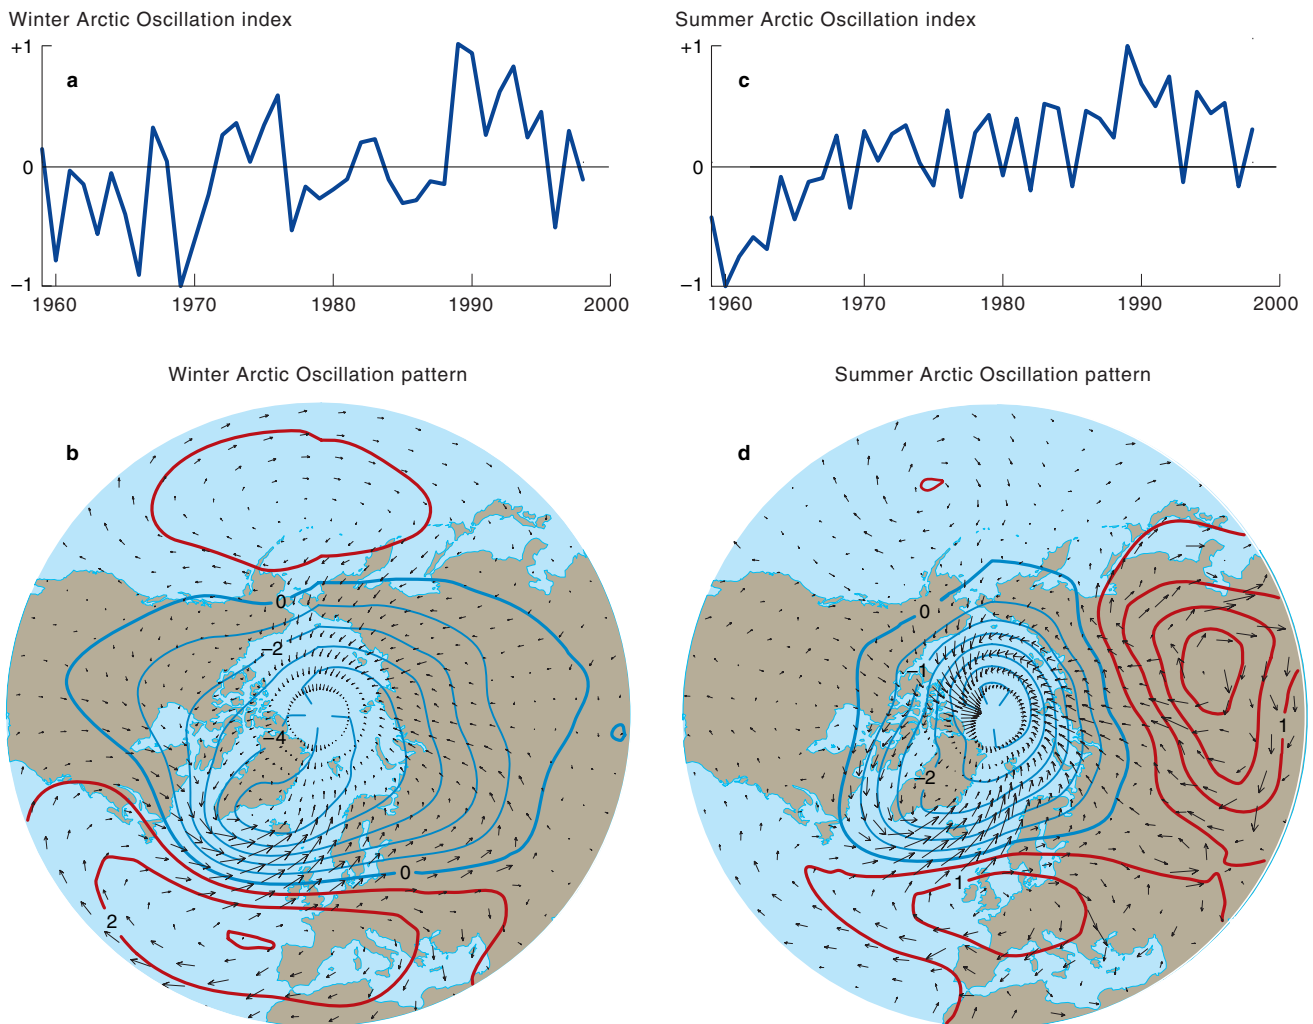 Winter Arctic Oscillation index
+1
a
0
–1
1960 1970 1980 1990 2000
Summer Arctic Oscillation index
+1
c
0
–1
1960 1970 1980 1990 2000
Winter Arctic Oscillation pattern
b
0
–2
–4
0
2
Summer Arctic Oscillation pattern
d
0
–1
1
–2
1